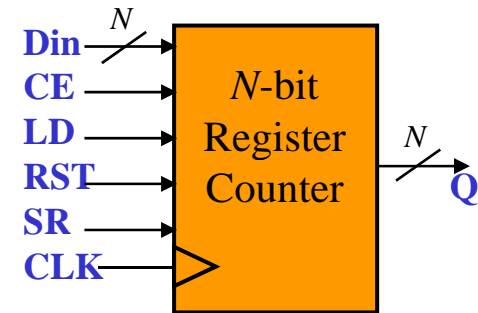 N
Din
CE
LD
RST
SR
CLK
N-bit
Register
Counter
N
Q